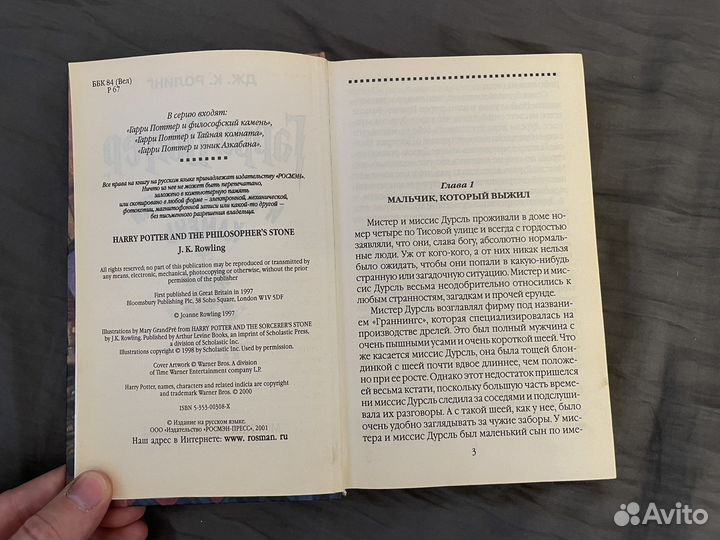 ББК 84 (Вел)
Р 67
В серию входят:
«Гарри Поттер и философский камень»,
«Гарри Поттер и Тайная комната»,
«Гарри Поттер и узник Азкабана».
Все права на книгу на русском языке принадлежат издательству «РОСМЭН».
Ничто из нее не может быть перепечатано,
заложено в компьютерную память
или скопировано в любой форме – электронной, механической,
фотокопии, магнитофонной записи или какой-то другой —
без письменного разрешения владельца.
HARRY POTTER AND THE PHILOSOPHER'S STONE
J. K. Rowling
All rights reserved; no part of this publication may be reproduced or transmitted by
any means, electronic, mechanical, photocopying or otherwise, without the prior
permission of the publisher
First published in Great Britain in 1997
Bloomsbury Publishing Plc, 38 Soho Square, London W1V 5DF
© Joanne Rowling 1997
Illustrations by Mary GrandPré from HARRY POTTER AND THE SORCERER'S STONE
by J.K. Rowling. Published by Arthur Levine Books, an imprint of Scholastic Press,
a division of Scholastic Inc.
Illustrations copyright © 1998 by Scholastic Inc. Used by permission.
Cover Artwork © Warner Bros. A division
of Time Warner Entertainment company L.P.
Harry Potter, names, characters and related indicia are copyright
and trademark Warner Bros. © 2000
ISBN 5-353-00308-X
© Издание на русском языке.
ООО «Издательство «РОСМЭН-ПРЕСС», 2001
Наш адрес в Интернете: www. rosman. ru
ДЖ. К. РОЛИНГ
Глава 1
МАЛЬЧИК, КОТОРЫЙ ВЫЖИЛ
Мистер и миссис Дурсль проживали в доме но-
мер четыре по Тисовой улице и всегда с гордостью
заявляли, что они, слава богу, абсолютно нормаль-
ные люди. Уж от кого-кого, а от них никак нельзя
было ожидать, чтобы они попали в какую-нибудь
странную или загадочную ситуацию. Мистер и мис-
сис Дурсль весьма неодобрительно относились к
любым странностям, загадкам и прочей ерунде.
Мистер Дурсль возглавлял фирму под названи-
ем «Граннингс», которая специализировалась на
производстве дрелей. Это был полный мужчина с
очень пышными усами и очень короткой шеей. Что
же касается миссис Дурсль, она была тощей блон-
динкой с шеей почти вдвое длиннее, чем положе-
но при ее росте. Однако этот недостаток пришелся
ей весьма кстати, поскольку большую часть време-
ни миссис Дурсль следила за соседями и подслуши-
вала их разговоры. А с такой шеей, как у нее, было
очень удобно заглядывать за чужие заборы. У мис-
тера и миссис Дурсль был маленький сын по име-
3
Avito